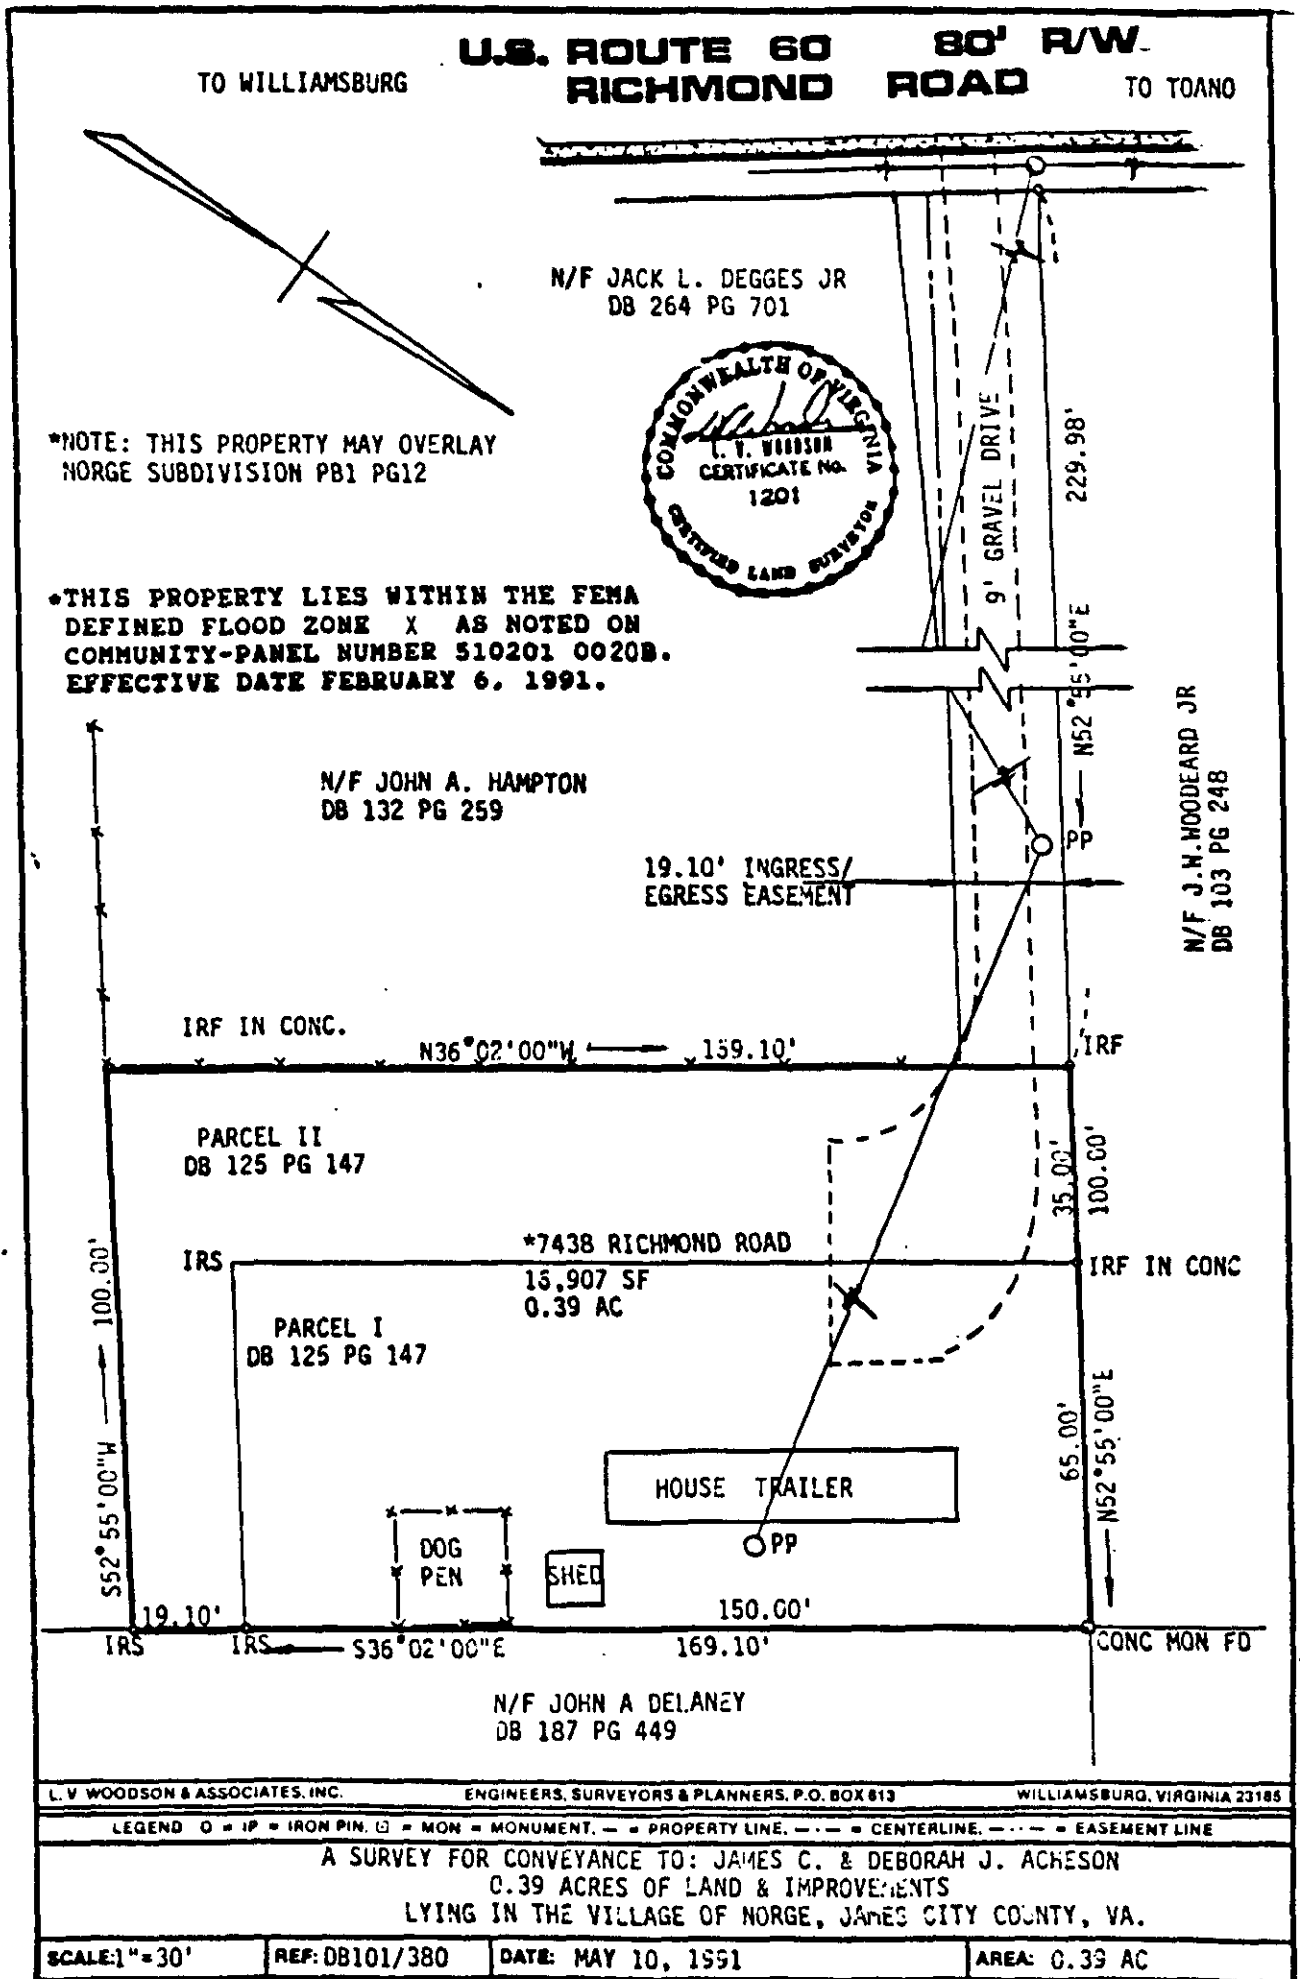 U.S. ROUTE 60 80' R/W
TO WILLIAMSBURG
RICHMOND ROAD
TO TOANO
N/F JACK L. DEGGES JR
DB 264 PG 701
COMMONWEALTH OF VIRGINIA
L. V. WOODSON
CERTIFICATE No.
1201
CERTIFIED LAND SURVEYOR
*NOTE: THIS PROPERTY MAY OVERLAY
NORGE SUBDIVISION PB1 PG12
9' GRAVEL DRIVE
229.98'
N52°55'00"E
*THIS PROPERTY LIES WITHIN THE FEMA
DEFINED FLOOD ZONE X AS NOTED ON
COMMUNITY-PANEL NUMBER 510201 0020B.
EFFECTIVE DATE FEBRUARY 6, 1991.
N/F J.W.WOODEARD JR
DB 103 PG 248
N/F JOHN A. HAMPTON
DB 132 PG 259
PP
19.10' INGRESS/
EGRESS EASEMENT
IRF IN CONC.
N36°02'00"W 159.10'
IRF
PARCEL II
DB 125 PG 147
35.00'
100.00'
*7438 RICHMOND ROAD
IRS
IRF IN CONC
16,907 SF
0.39 AC
PARCEL I
DB 125 PG 147
S52°55'00"W 100.00'
65.00'
N52°55'00"E
HOUSE TRAILER
DOG
PEN
SHED
PP
19.10'
150.00'
IRS
IRS
S36°02'00"E
169.10'
CONC MON FD
N/F JOHN A DELANEY
DB 187 PG 449
L. V WOODSON & ASSOCIATES, INC. ENGINEERS, SURVEYORS & PLANNERS, P.O. BOX 613 WILLIAMSBURG, VIRGINIA 23185
LEGEND O = IP = IRON PIN, ⊡ = MON = MONUMENT, — = PROPERTY LINE, —·— = CENTERLINE, —··— = EASEMENT LINE
A SURVEY FOR CONVEYANCE TO: JAMES C. & DEBORAH J. ACHESON
0.39 ACRES OF LAND & IMPROVEMENTS
LYING IN THE VILLAGE OF NORGE, JAMES CITY COUNTY, VA.
SCALE:1"=30' REF: DB101/380 DATE: MAY 10, 1991 AREA: 0.39 AC